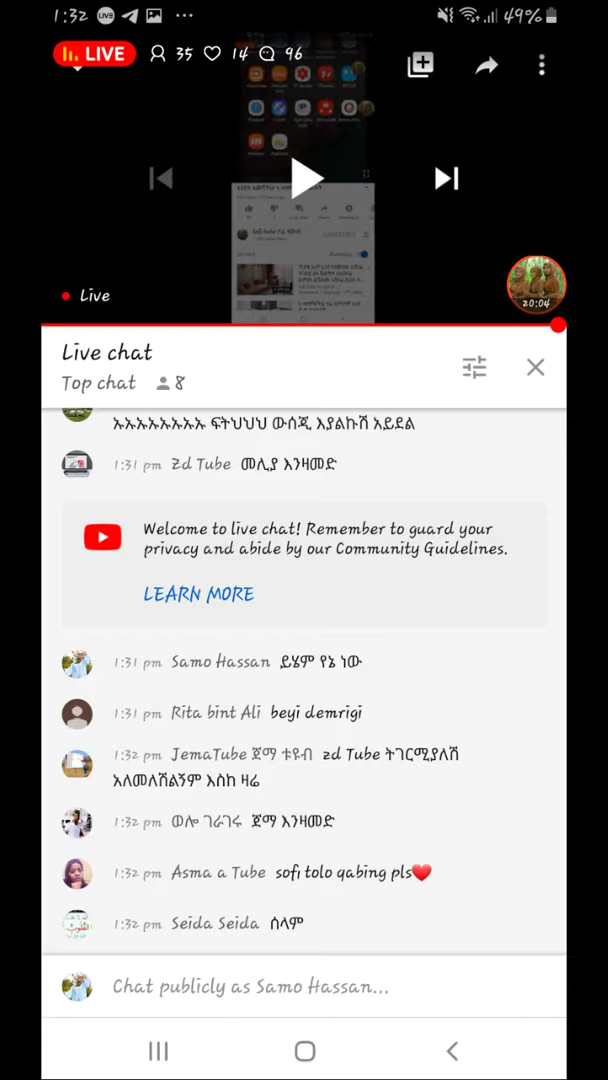 1:32 LIVE 49%
LIVE 35 14 96
Live
20:04
Live chat
Top chat 8
ኡኡኡኡኡኡኡኡ ፍትህህህ ውሰጂ እያልኩሽ አይደል
1:31 pm Zd Tube መሊያ እንዛመድ
Welcome to live chat! Remember to guard your
privacy and abide by our Community Guidelines.
LEARN MORE
1:31 pm Samo Hassan ይሄም የኔ ነው
1:31 pm Rita bint Ali beyi demrigi
1:32 pm JemaTube ጀማ ቱዩብ zd Tube ትገርሚያለሽ
አለመለሽልኝም እስከ ዛሬ
1:32 pm ወሎ ገራገሩ ጀማ እንዛመድ
1:32 pm Asma a Tube sofi tolo qabing pls❤️
1:32 pm Seida Seida ሰላም
Chat publicly as Samo Hassan...